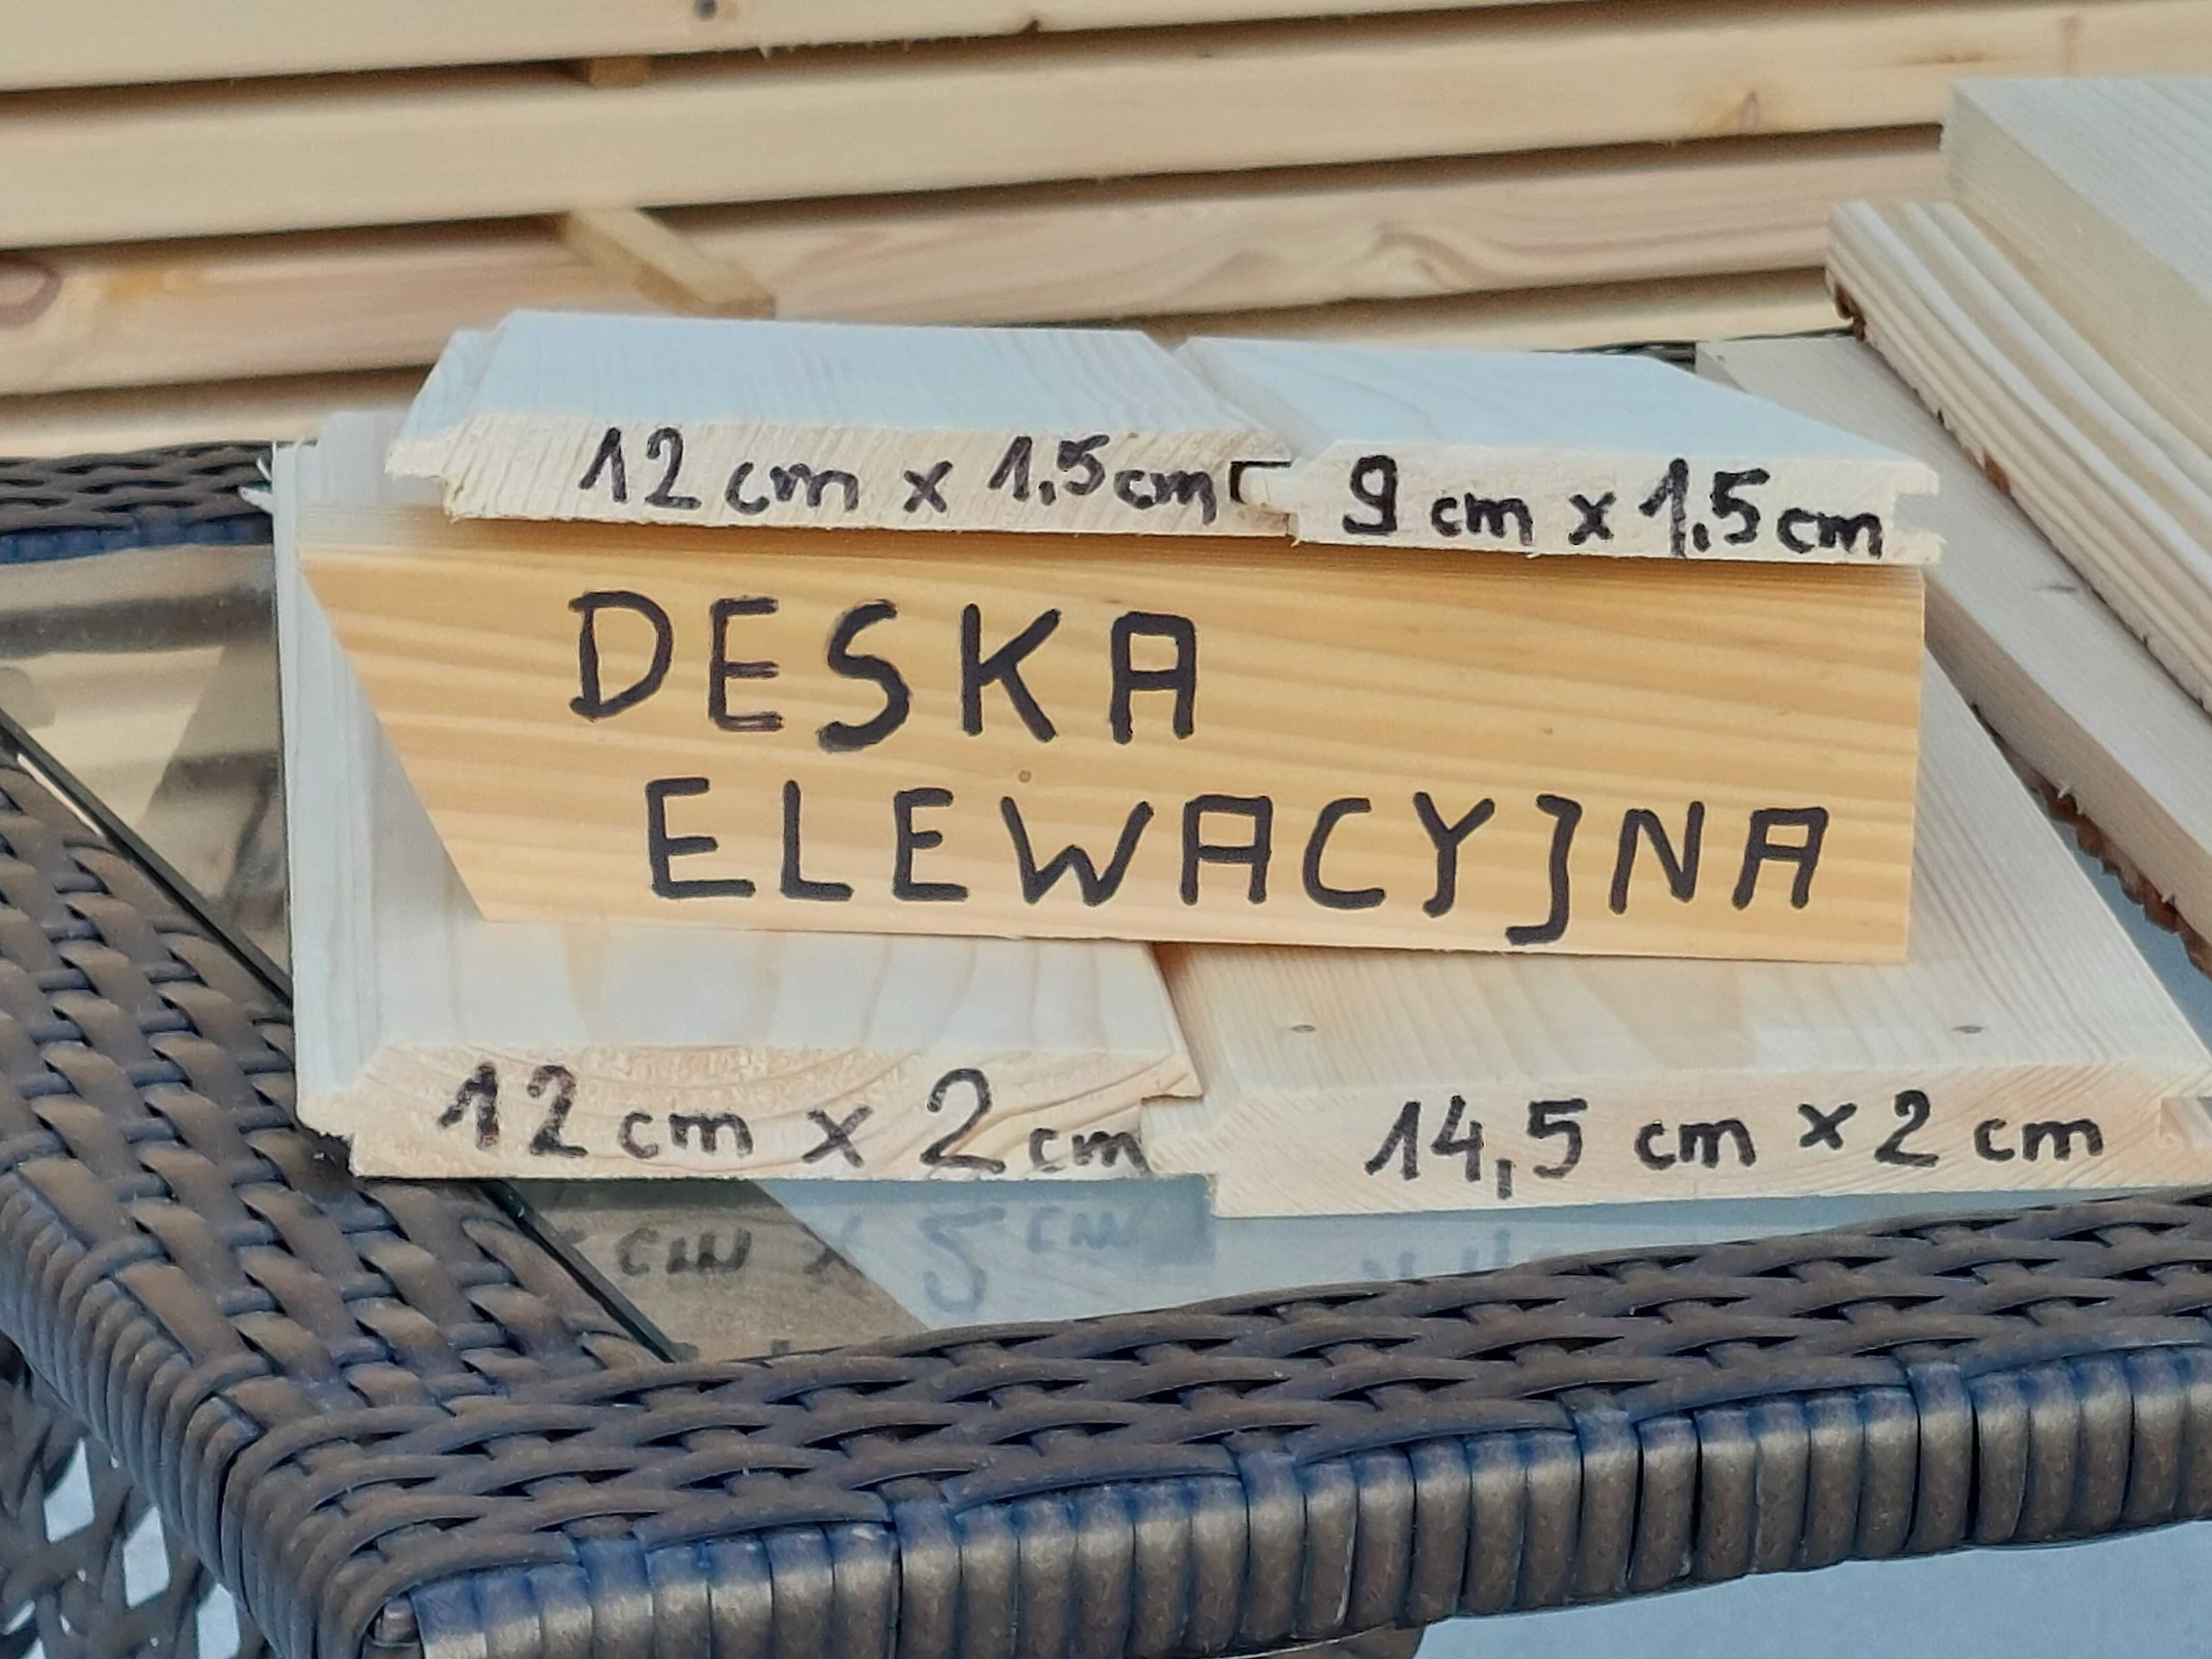 12 cm x 1,5 cm
9 cm x 1,5 cm
DESKA
ELEWACYJNA
12 cm x 2 cm
14,5 cm x 2 cm